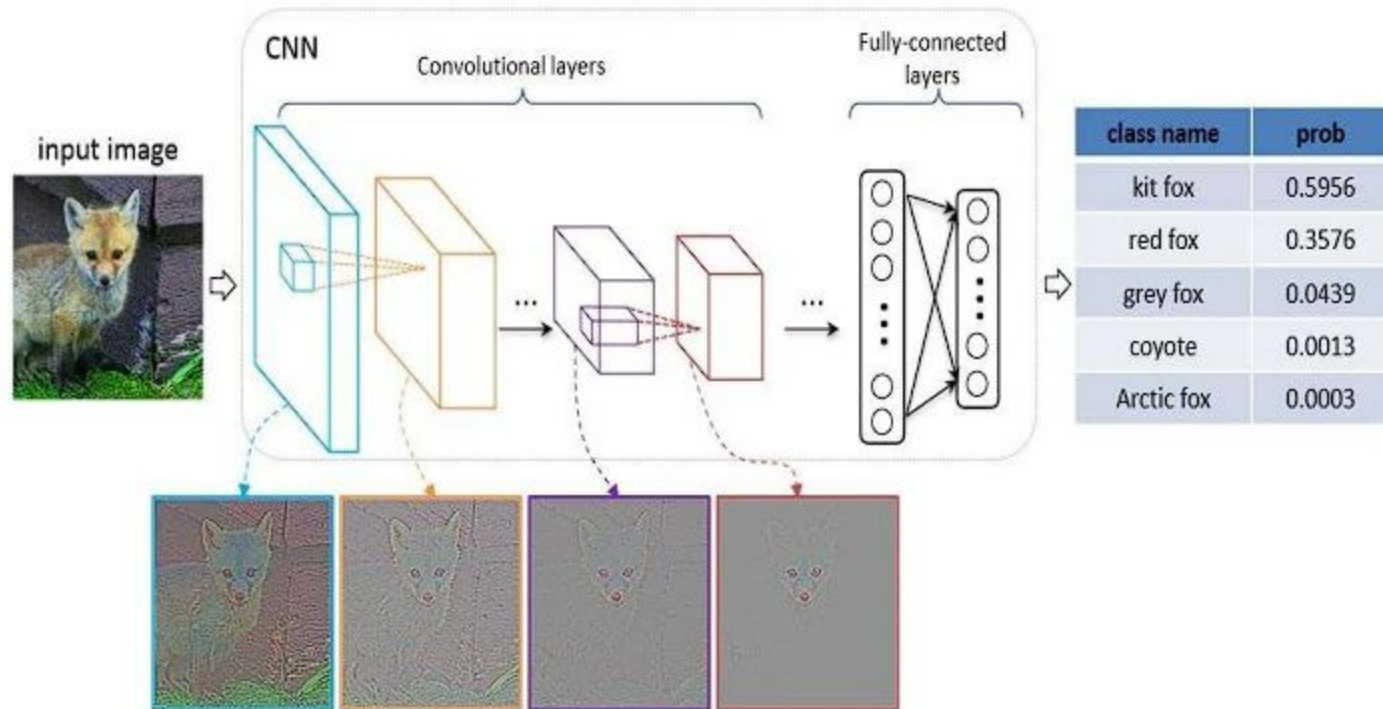 CNN
Convolutional layers
Fully-connected
layers
input image
...
...
class name prob
kit fox 0.5956
red fox 0.3576
grey fox 0.0439
coyote 0.0013
Arctic fox 0.0003